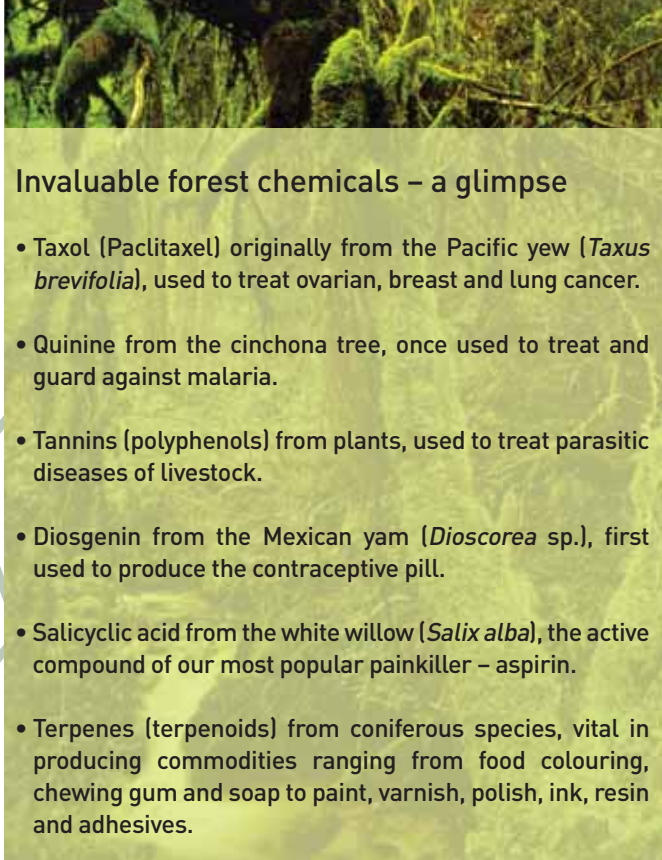 Invaluable forest chemicals – a glimpse
• Taxol (Paclitaxel) originally from the Pacific yew (Taxus
brevifolia), used to treat ovarian, breast and lung cancer.
• Quinine from the cinchona tree, once used to treat and
guard against malaria.
• Tannins (polyphenols) from plants, used to treat parasitic
diseases of livestock.
• Diosgenin from the Mexican yam (Dioscorea sp.), first
used to produce the contraceptive pill.
• Salicyclic acid from the white willow (Salix alba), the active
compound of our most popular painkiller – aspirin.
• Terpenes (terpenoids) from coniferous species, vital in
producing commodities ranging from food colouring,
chewing gum and soap to paint, varnish, polish, ink, resin
and adhesives.